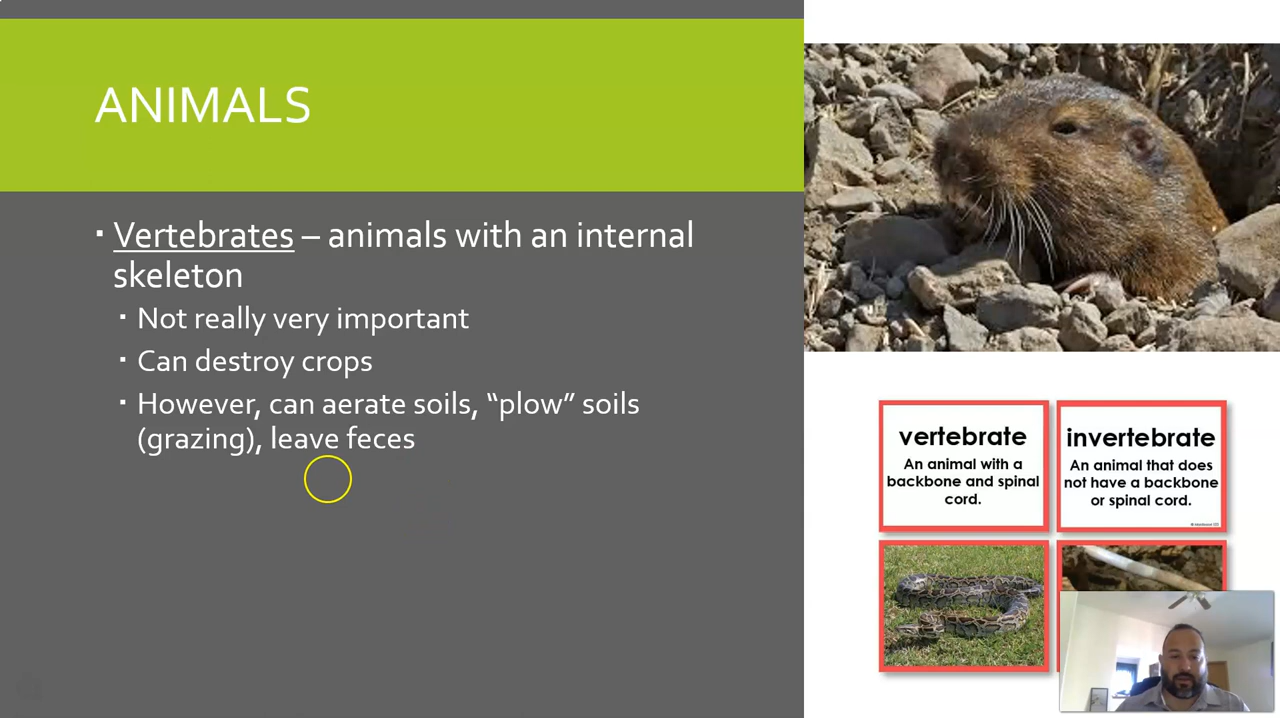 ANIMALS
▪ Vertebrates – animals with an internal
skeleton
▪ Not really very important
▪ Can destroy crops
▪ However, can aerate soils, “plow” soils
(grazing), leave feces
vertebrate
An animal with a
backbone and spinal
cord.
invertebrate
An animal that does
not have a backbone
or spinal cord.